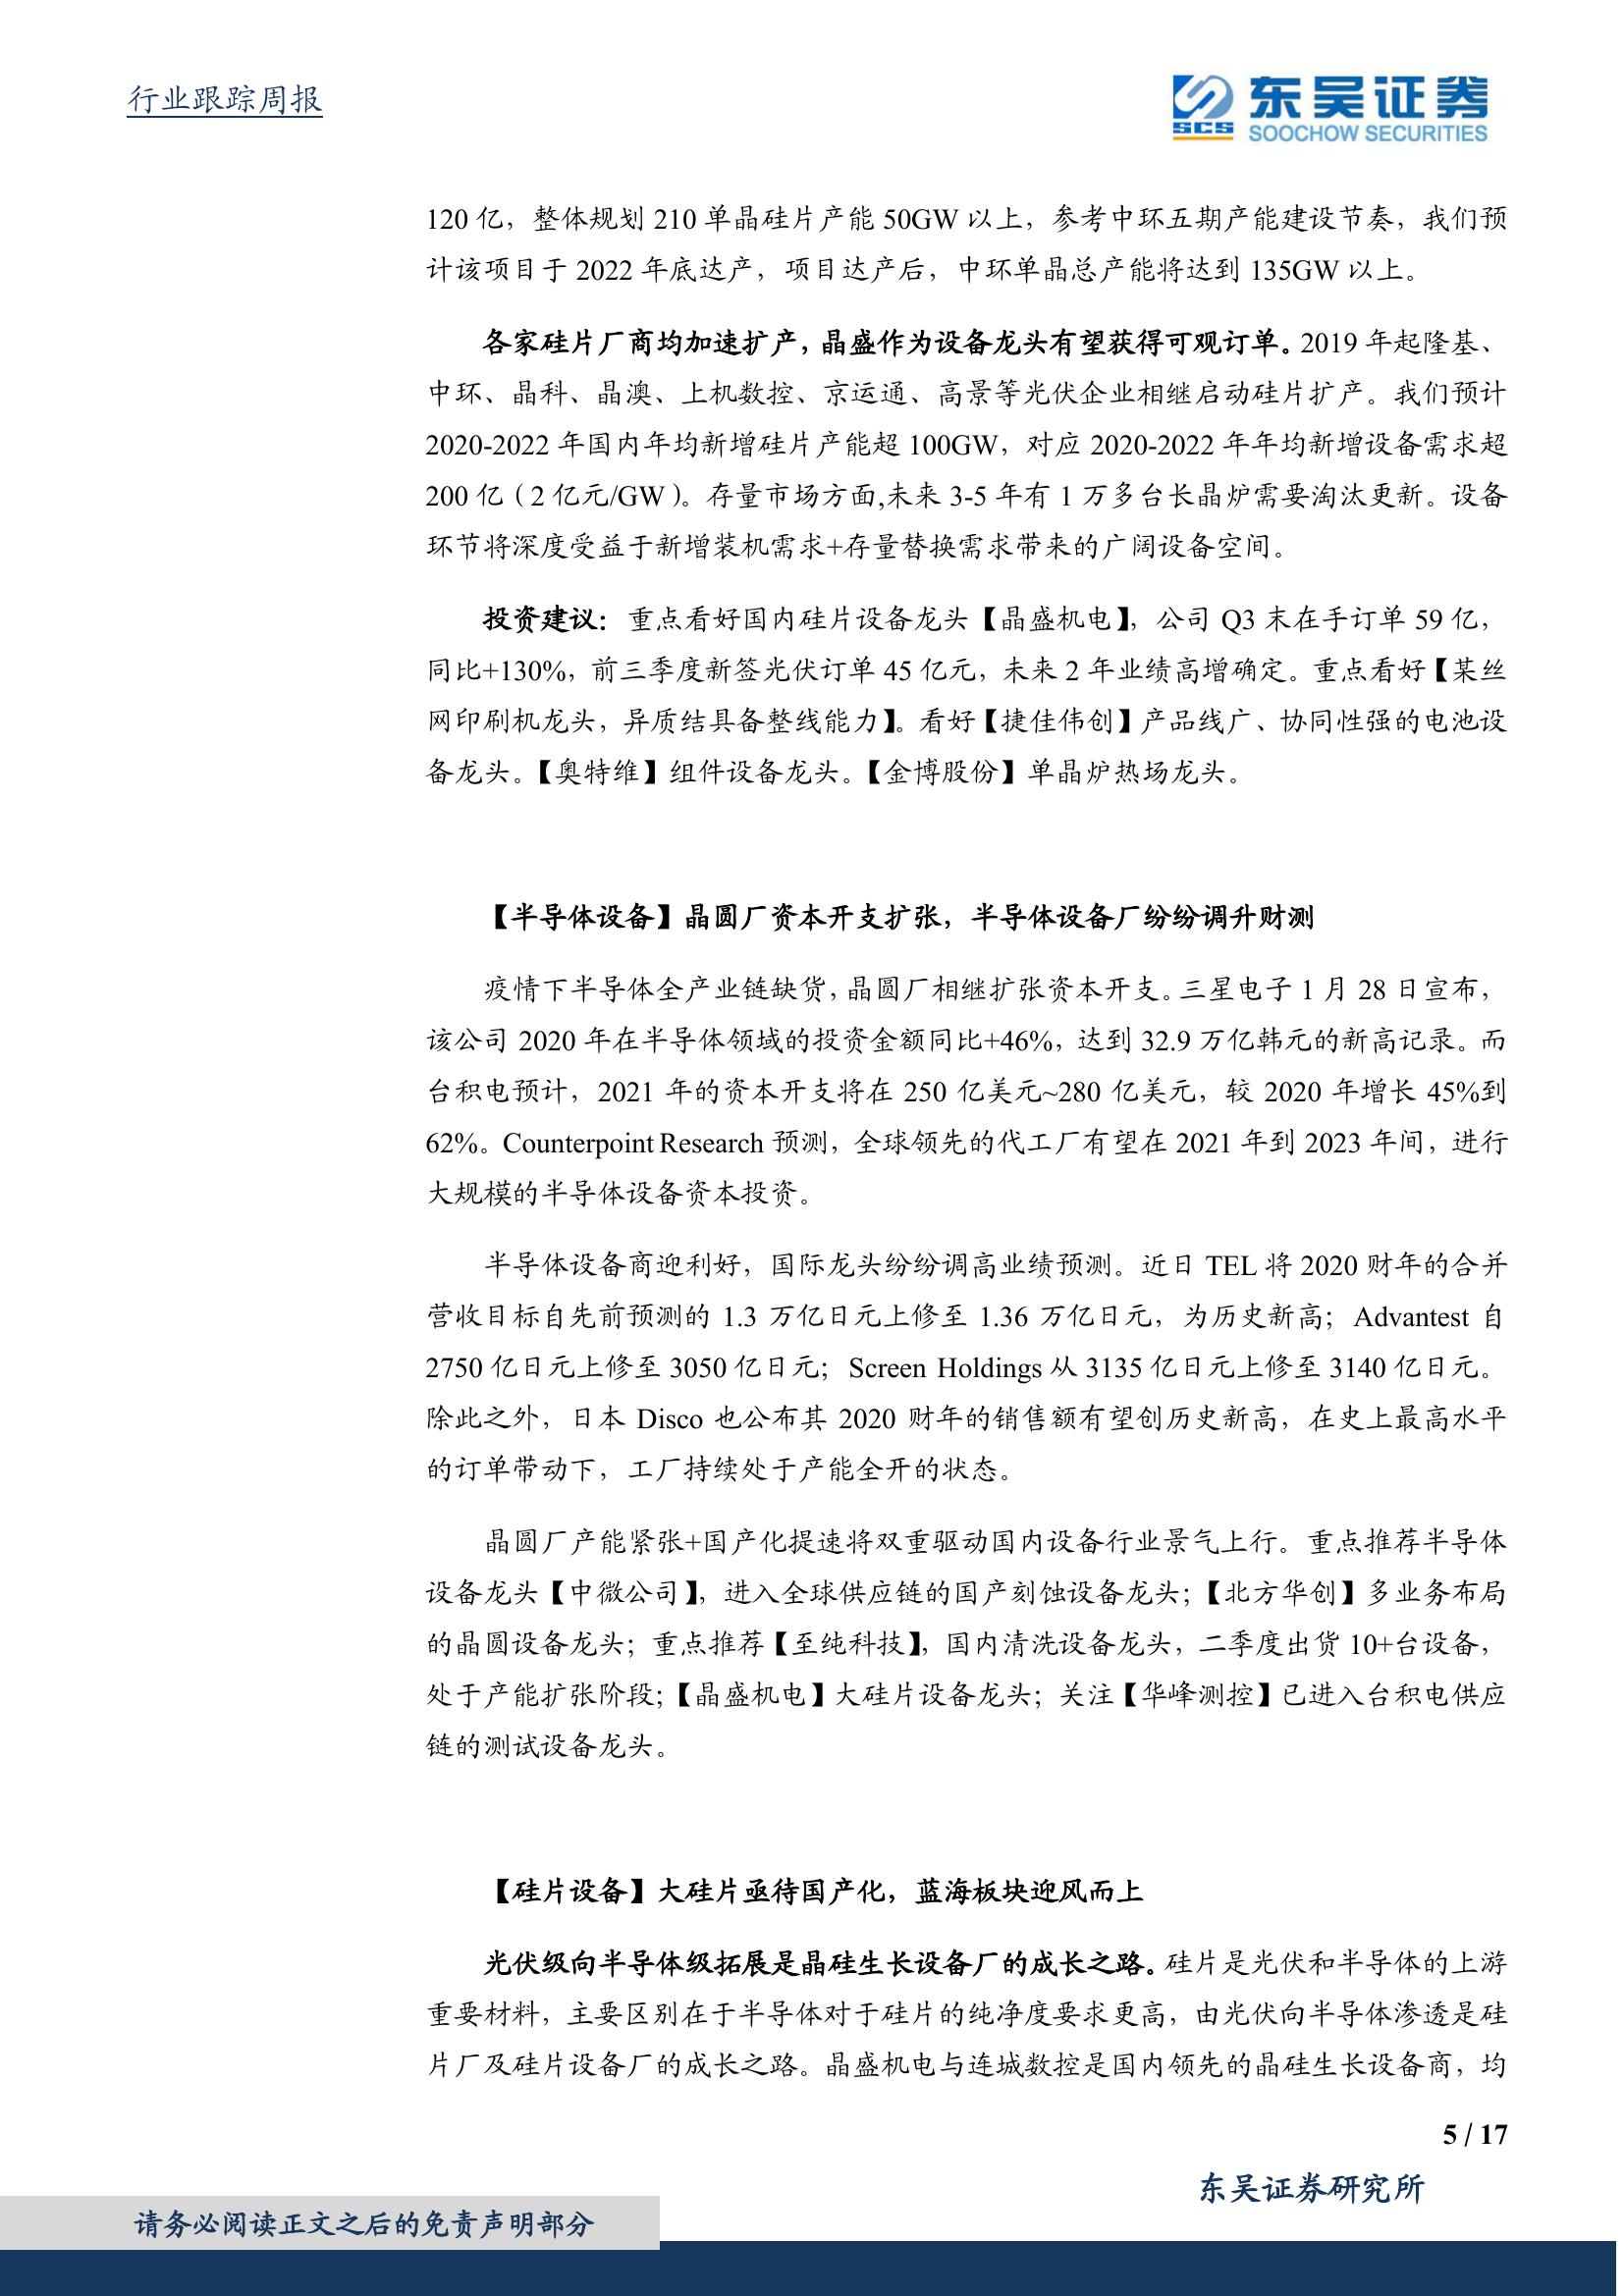 行业跟踪周报
东吴证券
SCS
SOOCHOW SECURITIES
120 亿，整体规划 210 单晶硅片产能 50GW 以上，参考中环五期产能建设节奏，我们预
计该项目于 2022 年底达产，项目达产后，中环单晶总产能将达到 135GW 以上。
各家硅片厂商均加速扩产，晶盛作为设备龙头有望获得可观订单。2019 年起隆基、
中环、晶科、晶澳、上机数控、京运通、高景等光伏企业相继启动硅片扩产。我们预计
2020-2022 年国内年均新增硅片产能超 100GW，对应 2020-2022 年年均新增设备需求超
200 亿（2 亿元/GW）。存量市场方面,未来 3-5 年有 1 万多台长晶炉需要淘汰更新。设备
环节将深度受益于新增装机需求+存量替换需求带来的广阔设备空间。
投资建议：重点看好国内硅片设备龙头【晶盛机电】，公司 Q3 末在手订单 59 亿，
同比+130%，前三季度新签光伏订单 45 亿元，未来 2 年业绩高增确定。重点看好【某丝
网印刷机龙头，异质结具备整线能力】。看好【捷佳伟创】产品线广、协同性强的电池设
备龙头。【奥特维】组件设备龙头。【金博股份】单晶炉热场龙头。
【半导体设备】晶圆厂资本开支扩张，半导体设备厂纷纷调升财测
疫情下半导体全产业链缺货，晶圆厂相继扩张资本开支。三星电子 1 月 28 日宣布，
该公司 2020 年在半导体领域的投资金额同比+46%，达到 32.9 万亿韩元的新高记录。而
台积电预计，2021 年的资本开支将在 250 亿美元~280 亿美元，较 2020 年增长 45%到
62%。Counterpoint Research 预测，全球领先的代工厂有望在 2021 年到 2023 年间，进行
大规模的半导体设备资本投资。
半导体设备商迎利好，国际龙头纷纷调高业绩预测。近日 TEL 将 2020 财年的合并
营收目标自先前预测的 1.3 万亿日元上修至 1.36 万亿日元，为历史新高；Advantest 自
2750 亿日元上修至 3050 亿日元；Screen Holdings 从 3135 亿日元上修至 3140 亿日元。
除此之外，日本 Disco 也公布其 2020 财年的销售额有望创历史新高，在史上最高水平
的订单带动下，工厂持续处于产能全开的状态。
晶圆厂产能紧张+国产化提速将双重驱动国内设备行业景气上行。重点推荐半导体
设备龙头【中微公司】，进入全球供应链的国产刻蚀设备龙头；【北方华创】多业务布局
的晶圆设备龙头；重点推荐【至纯科技】，国内清洗设备龙头，二季度出货 10+台设备，
处于产能扩张阶段；【晶盛机电】大硅片设备龙头；关注【华峰测控】已进入台积电供应
链的测试设备龙头。
【硅片设备】大硅片亟待国产化，蓝海板块迎风而上
光伏级向半导体级拓展是晶硅生长设备厂的成长之路。硅片是光伏和半导体的上游
重要材料，主要区别在于半导体对于硅片的纯净度要求更高，由光伏向半导体渗透是硅
片厂及硅片设备厂的成长之路。晶盛机电与连城数控是国内领先的晶硅生长设备商，均
5 / 17
东吴证券研究所
请务必阅读正文之后的免责声明部分